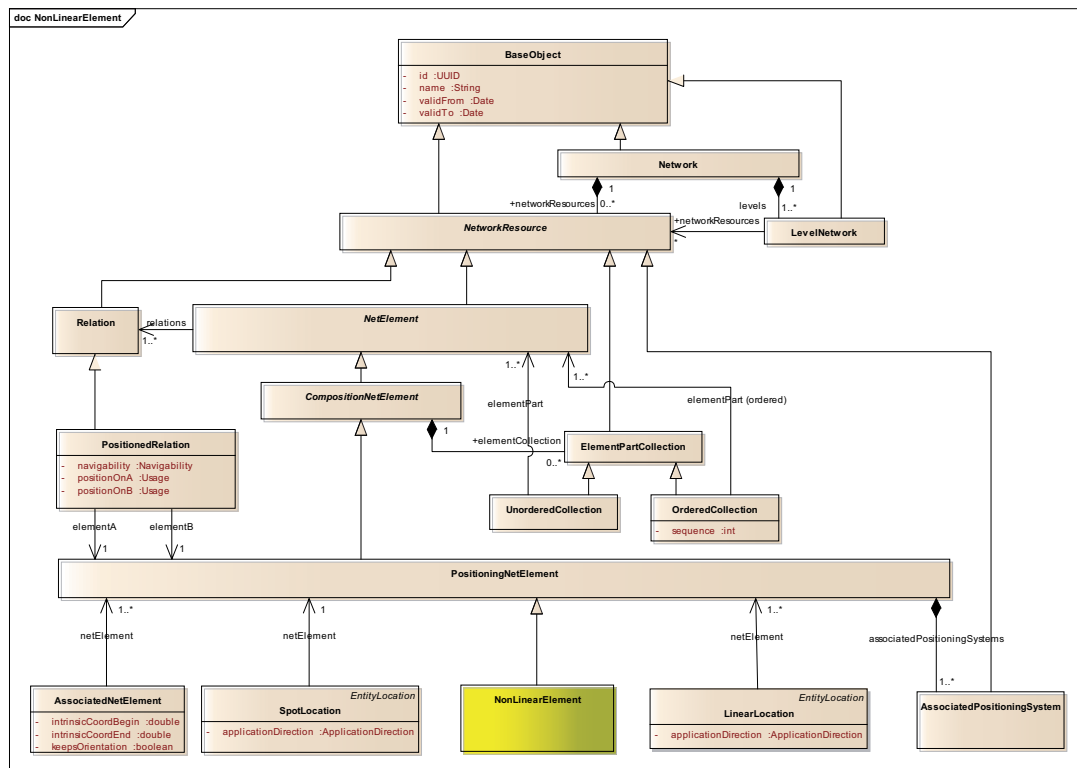 doc NonLinearElement
BaseObject
- id :UUID
- name :String
- validFrom :Date
- validTo :Date
Network
1
1
+networkResources 0..*
levels 1..*
+networkResources
*
NetworkResource
LevelNetwork
Relation
relations
1..*
NetElement
1..*
1..*
CompositionNetElement
elementPart
elementPart (ordered)
1
+elementCollection
0..*
ElementPartCollection
PositionedRelation
- navigability :Navigability
- positionOnA :Usage
- positionOnB :Usage
UnorderedCollection
OrderedCollection
- sequence :int
elementA
elementB
1
1
PositioningNetElement
1..*
1
1..*
netElement
netElement
netElement
associatedPositioningSystems
1..*
AssociatedNetElement
- intrinsicCoordBegin :double
- intrinsicCoordEnd :double
- keepsOrientation :boolean
EntityLocation
SpotLocation
- applicationDirection :ApplicationDirection
NonLinearElement
EntityLocation
LinearLocation
- applicationDirection :ApplicationDirection
AssociatedPositioningSystem